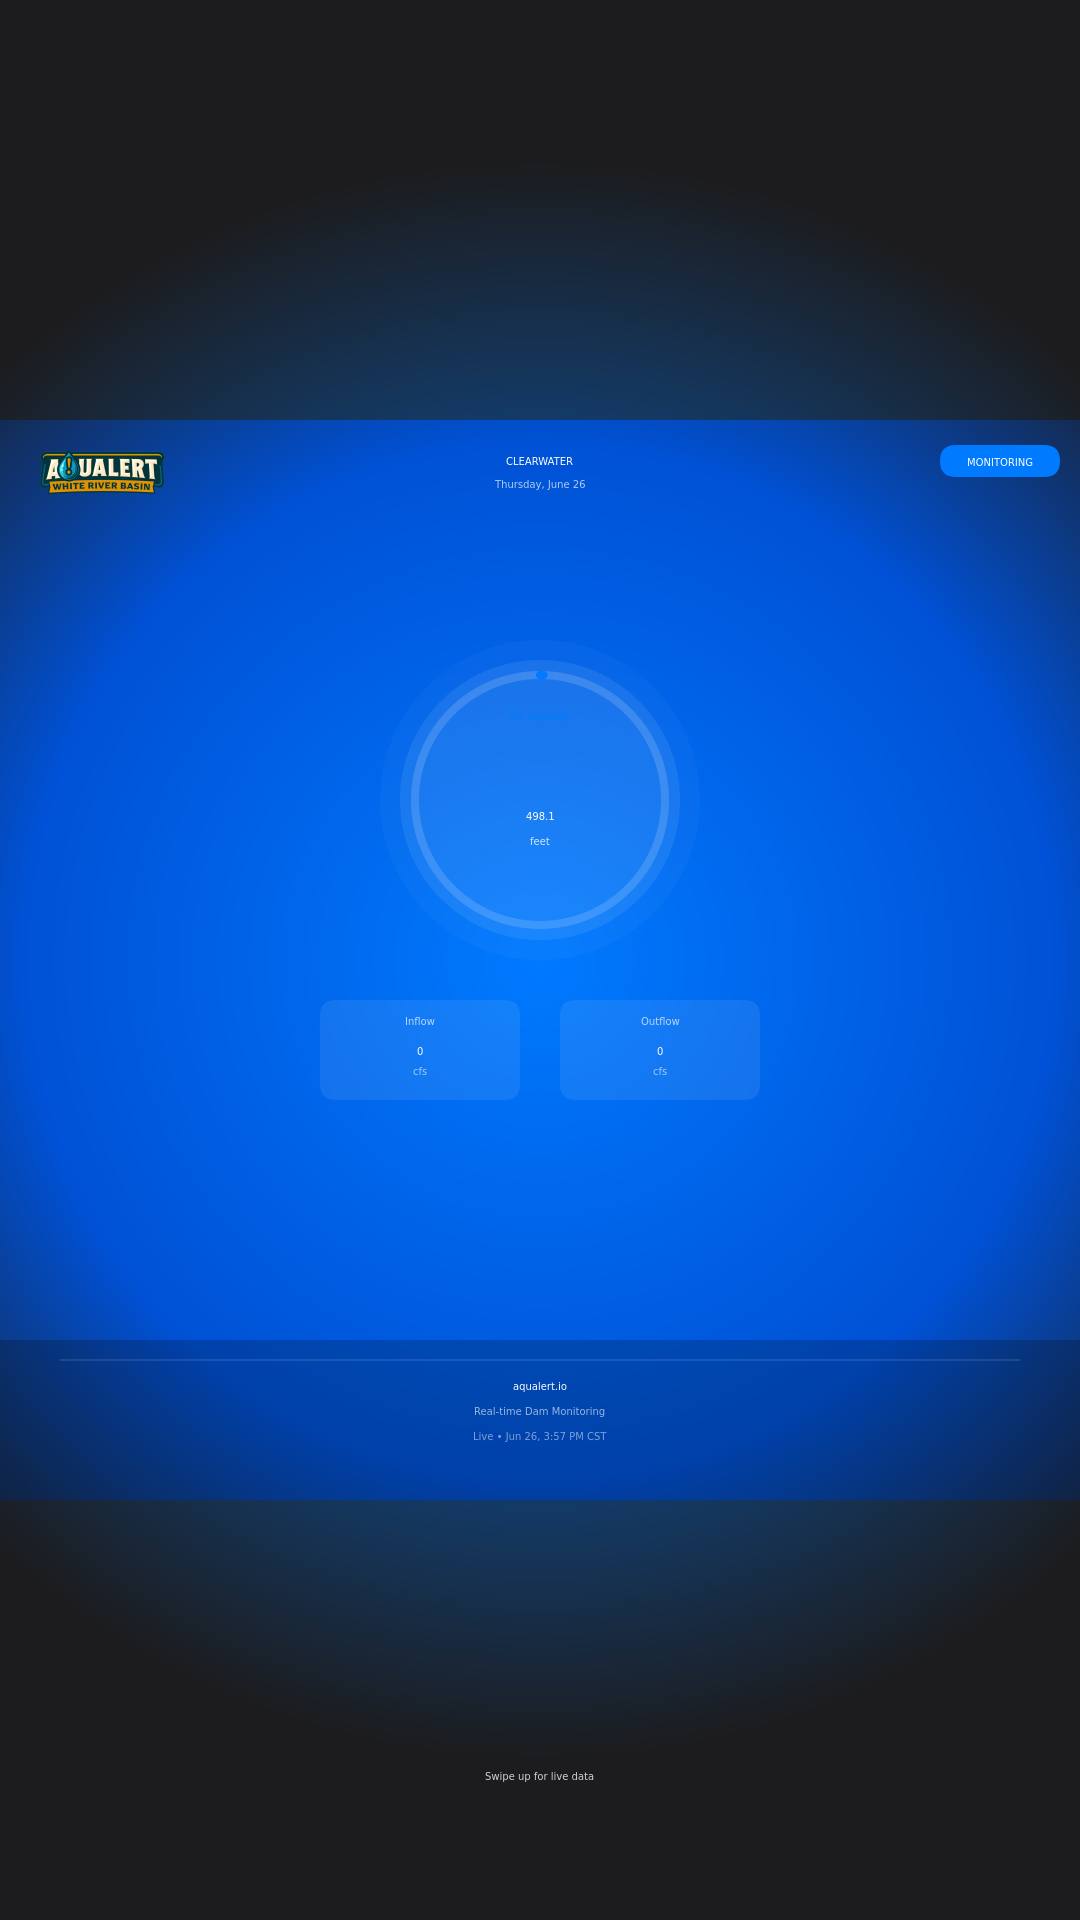 AQUALERT
WHITE RIVER BASIN
CLEARWATER
Thursday, June 26
MONITORING
498.1
feet
Inflow
0
cfs
Outflow
0
cfs
aqualert.io
Real-time Dam Monitoring
Live • Jun 26, 3:57 PM CST
Swipe up for live data